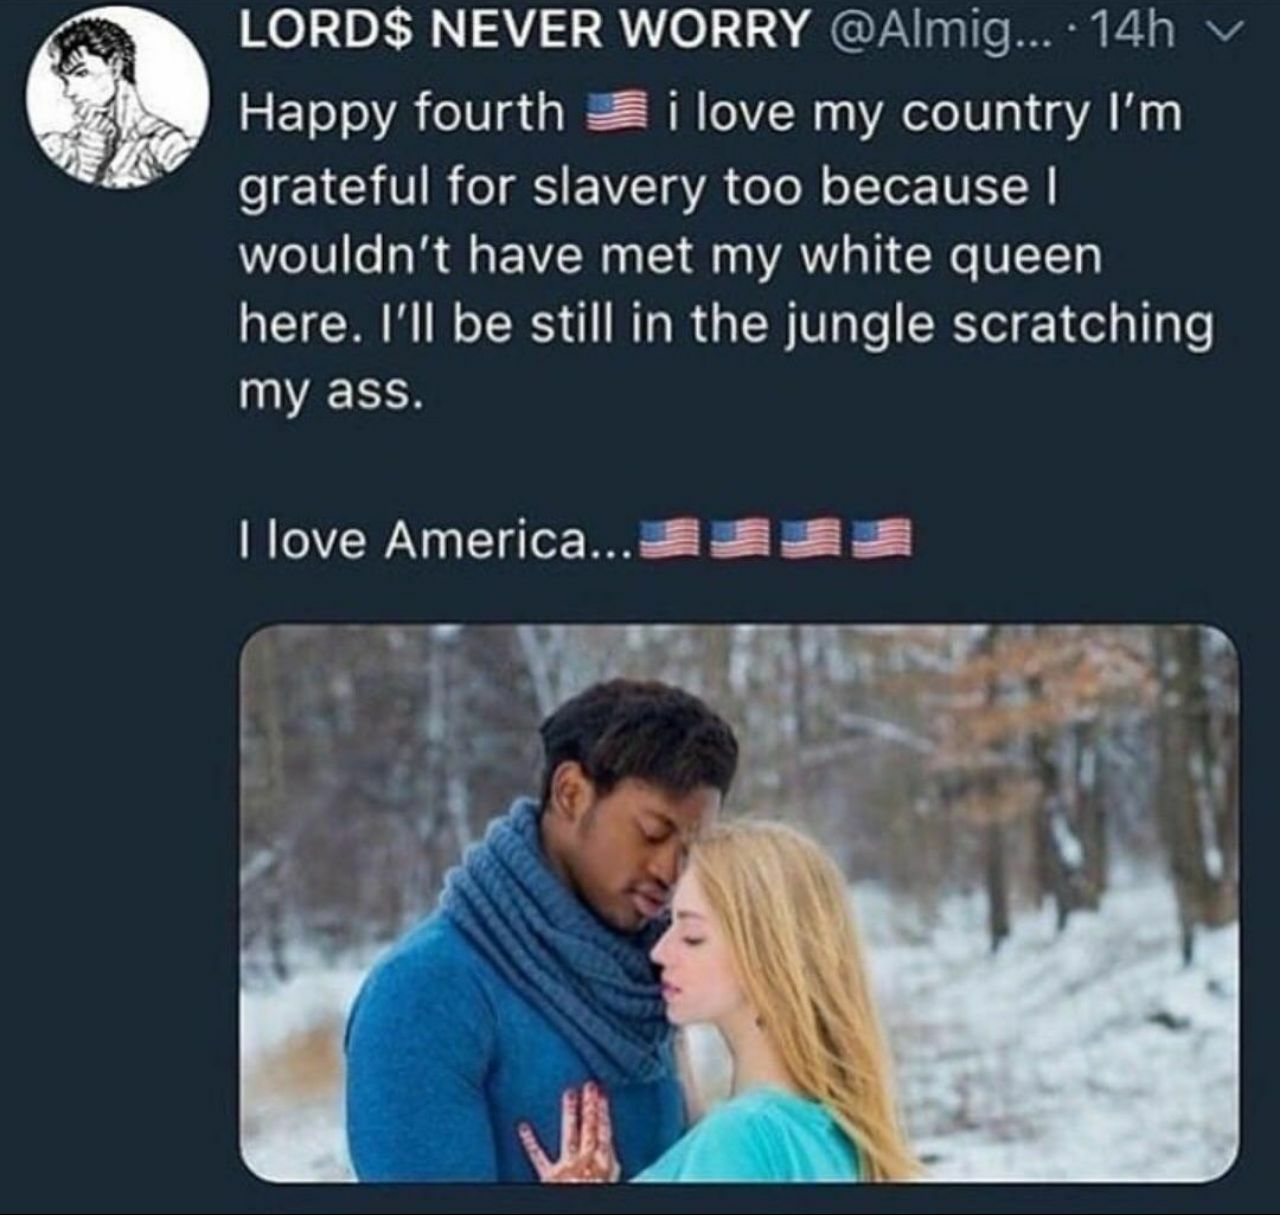 LORD$ NEVER WORRY @Almig... · 14h
Happy fourth 🇺🇸 i love my country I'm
grateful for slavery too because I
wouldn't have met my white queen
here. I'll be still in the jungle scratching
my ass.
I love America...🇺🇸🇺🇸🇺🇸🇺🇸